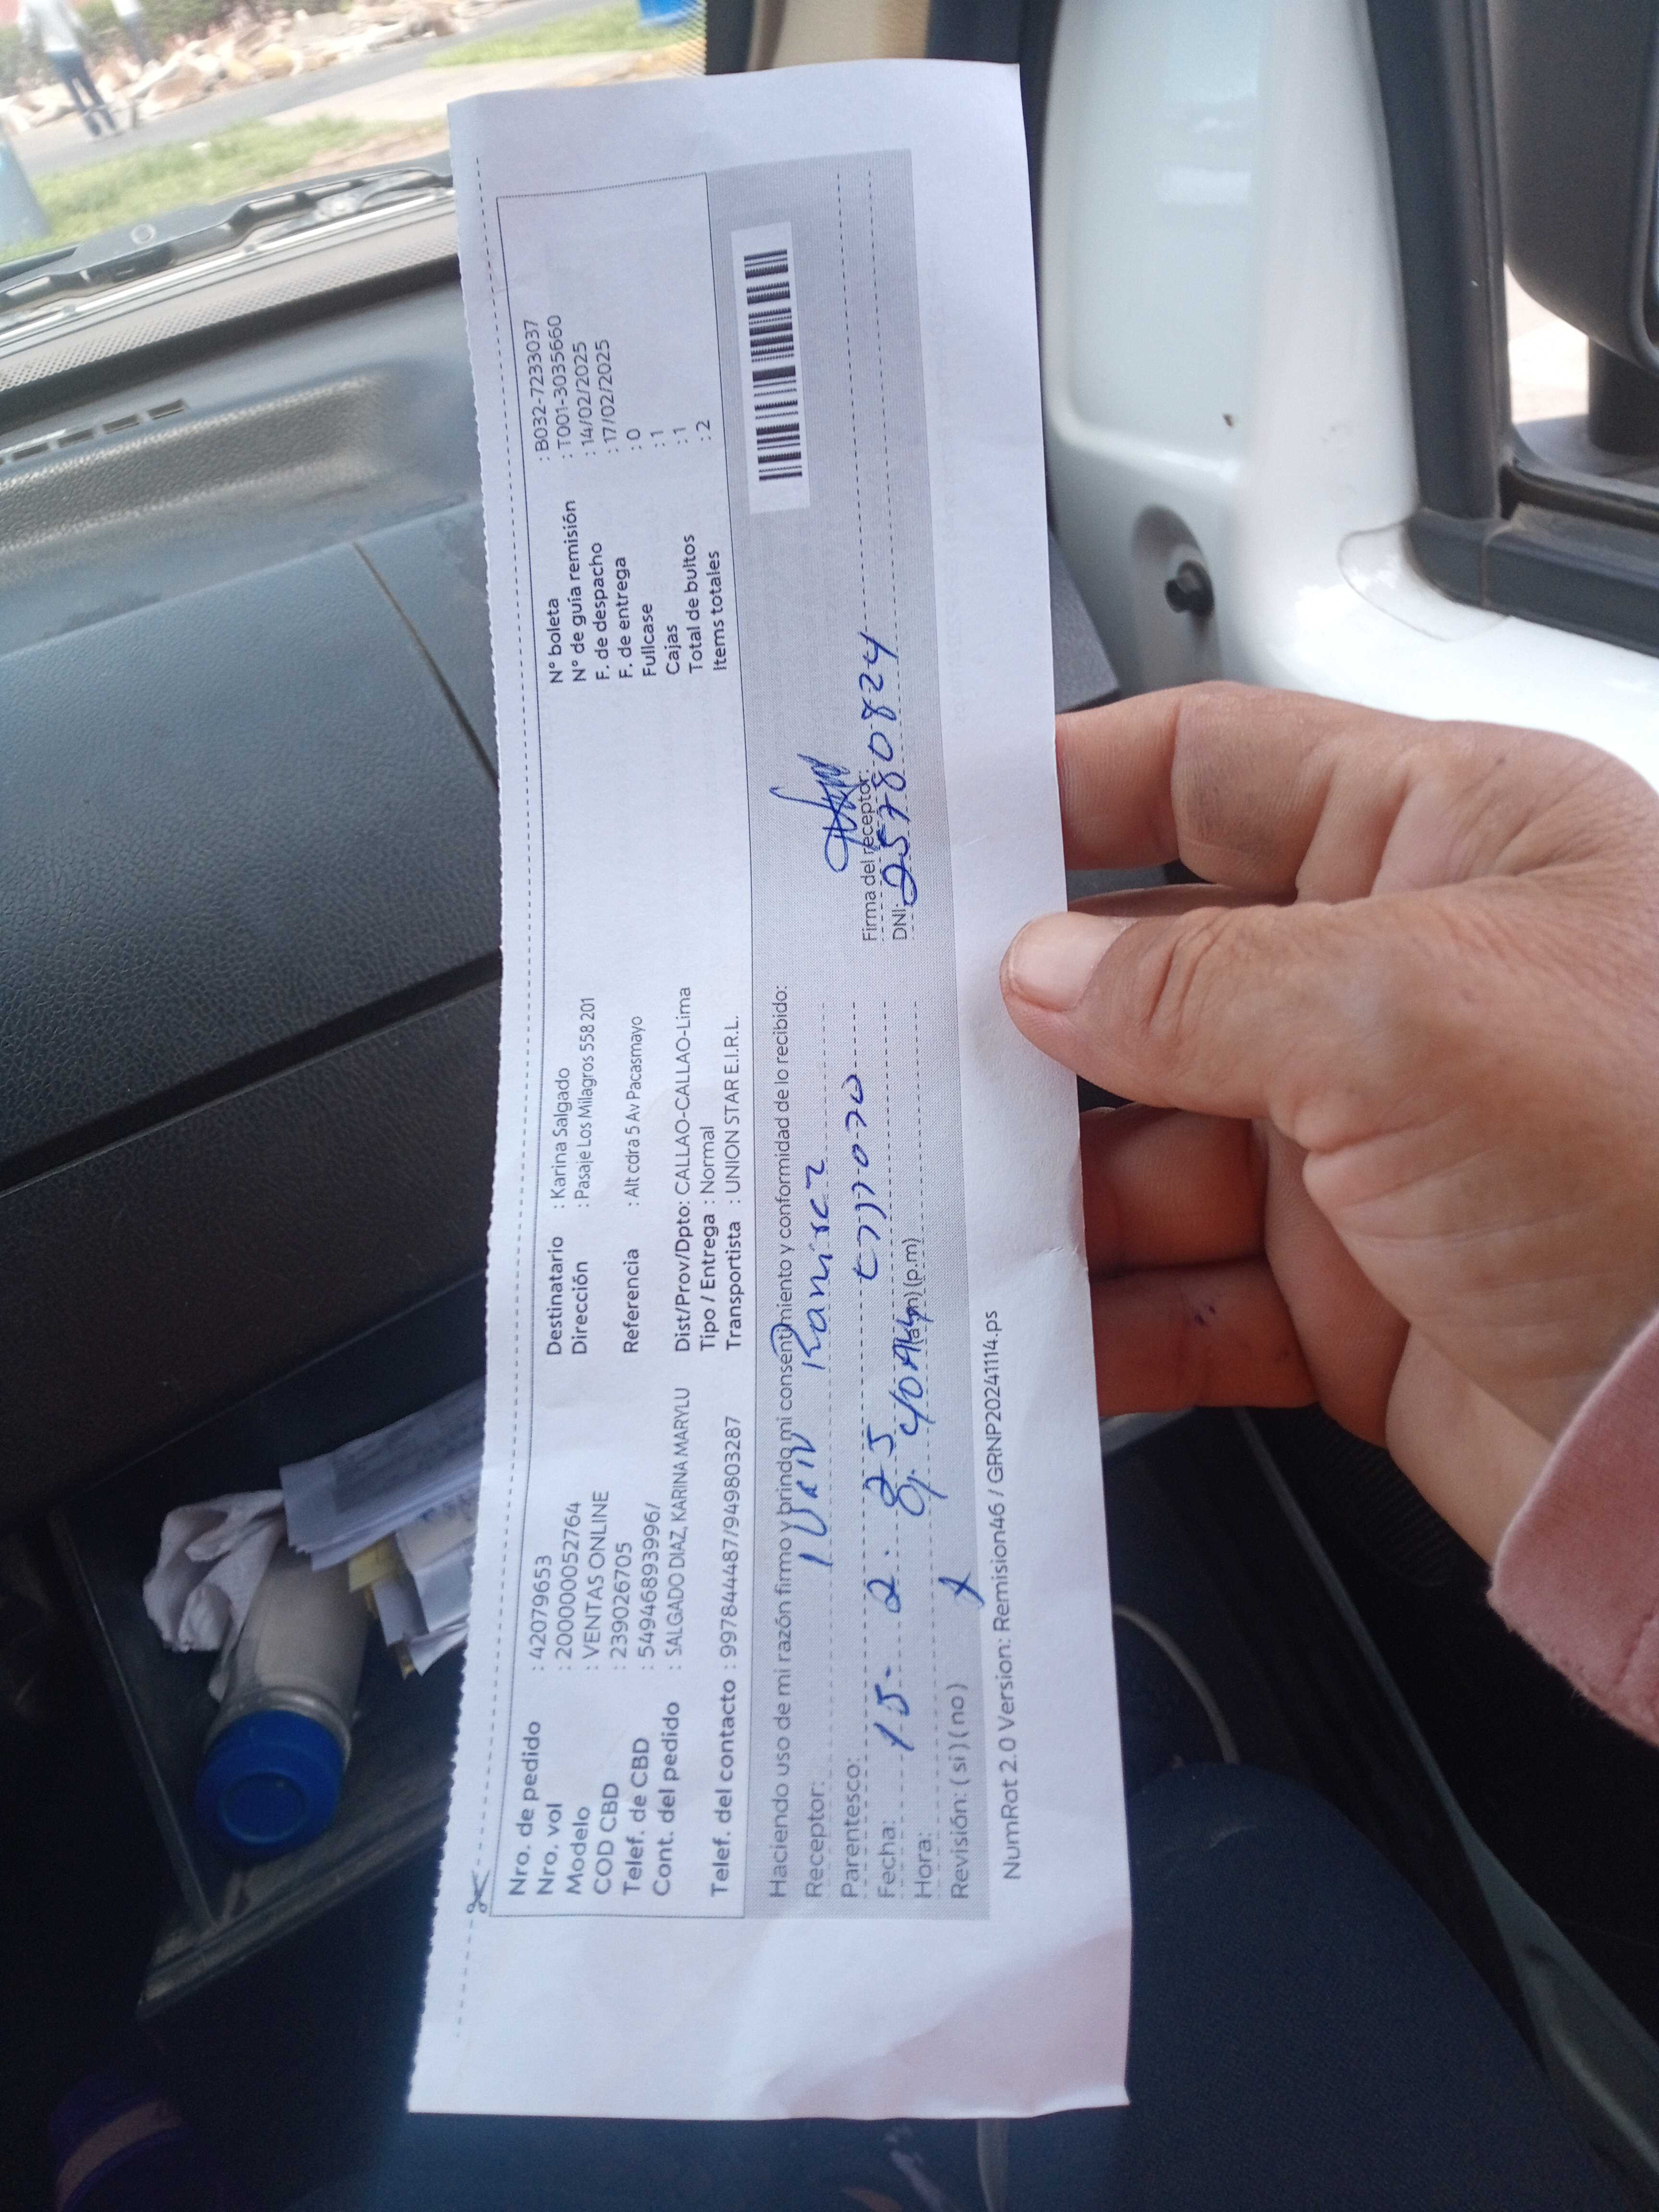 Nro. de pedido : 42079653
Nro. vol : 200000052764
Modelo : VENTAS ONLINE
COD CBD : 239026705
Telef. de CBD : 549468939​96/
Cont. del pedido : SALGADO DIAZ, KARINA MARYLU
Telef. del contacto : 997844487/949803287
Destinatario : Karina Salgado
Dirección : Pasaje Los Milagros 558 201
Referencia : Alt cdra 5 Av Pacasmayo
Dist/Prov/Dpto: CALLAO-CALLAO-Lima
Tipo / Entrega : Normal
Transportista : UNION STAR E.I.R.L.
N° boleta : B032-7233037
N° de guía remisión : T001-3035660
F. de despacho : 14/02/2025
F. de entrega : 17/02/2025
Fullcase : 0
Cajas : 1
Total de bultos : 1
Items totales : 2
Haciendo uso de mi razón firmo y brindo mi consentimiento y conformidad de lo recibido:
Receptor: Ramirez
Parentesco:
Fecha: 15. 2. 25
Hora: (a.m) (p.m)
Revisión: ( si ) ( no ) x
Firma del receptor:
DNI: 25780824
NumRot 2.0 Version: Remision46 / GRNP20241114.ps